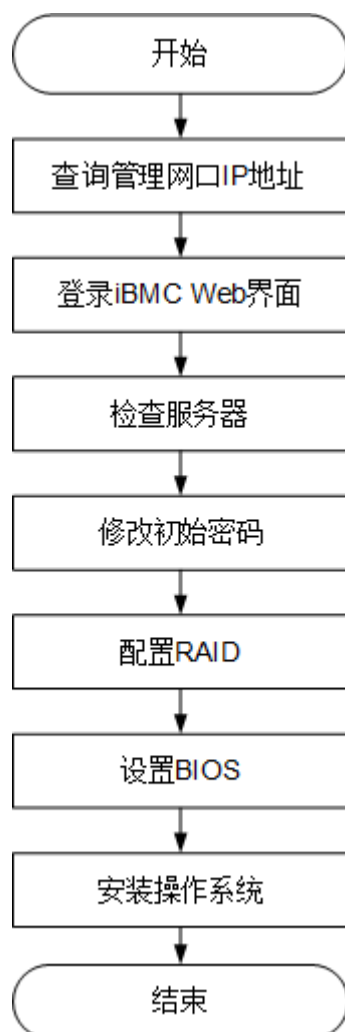 开始
查询管理网口IP地址
登录iBMC Web界面
检查服务器
修改初始密码
配置RAID
设置BIOS
安装操作系统
结束